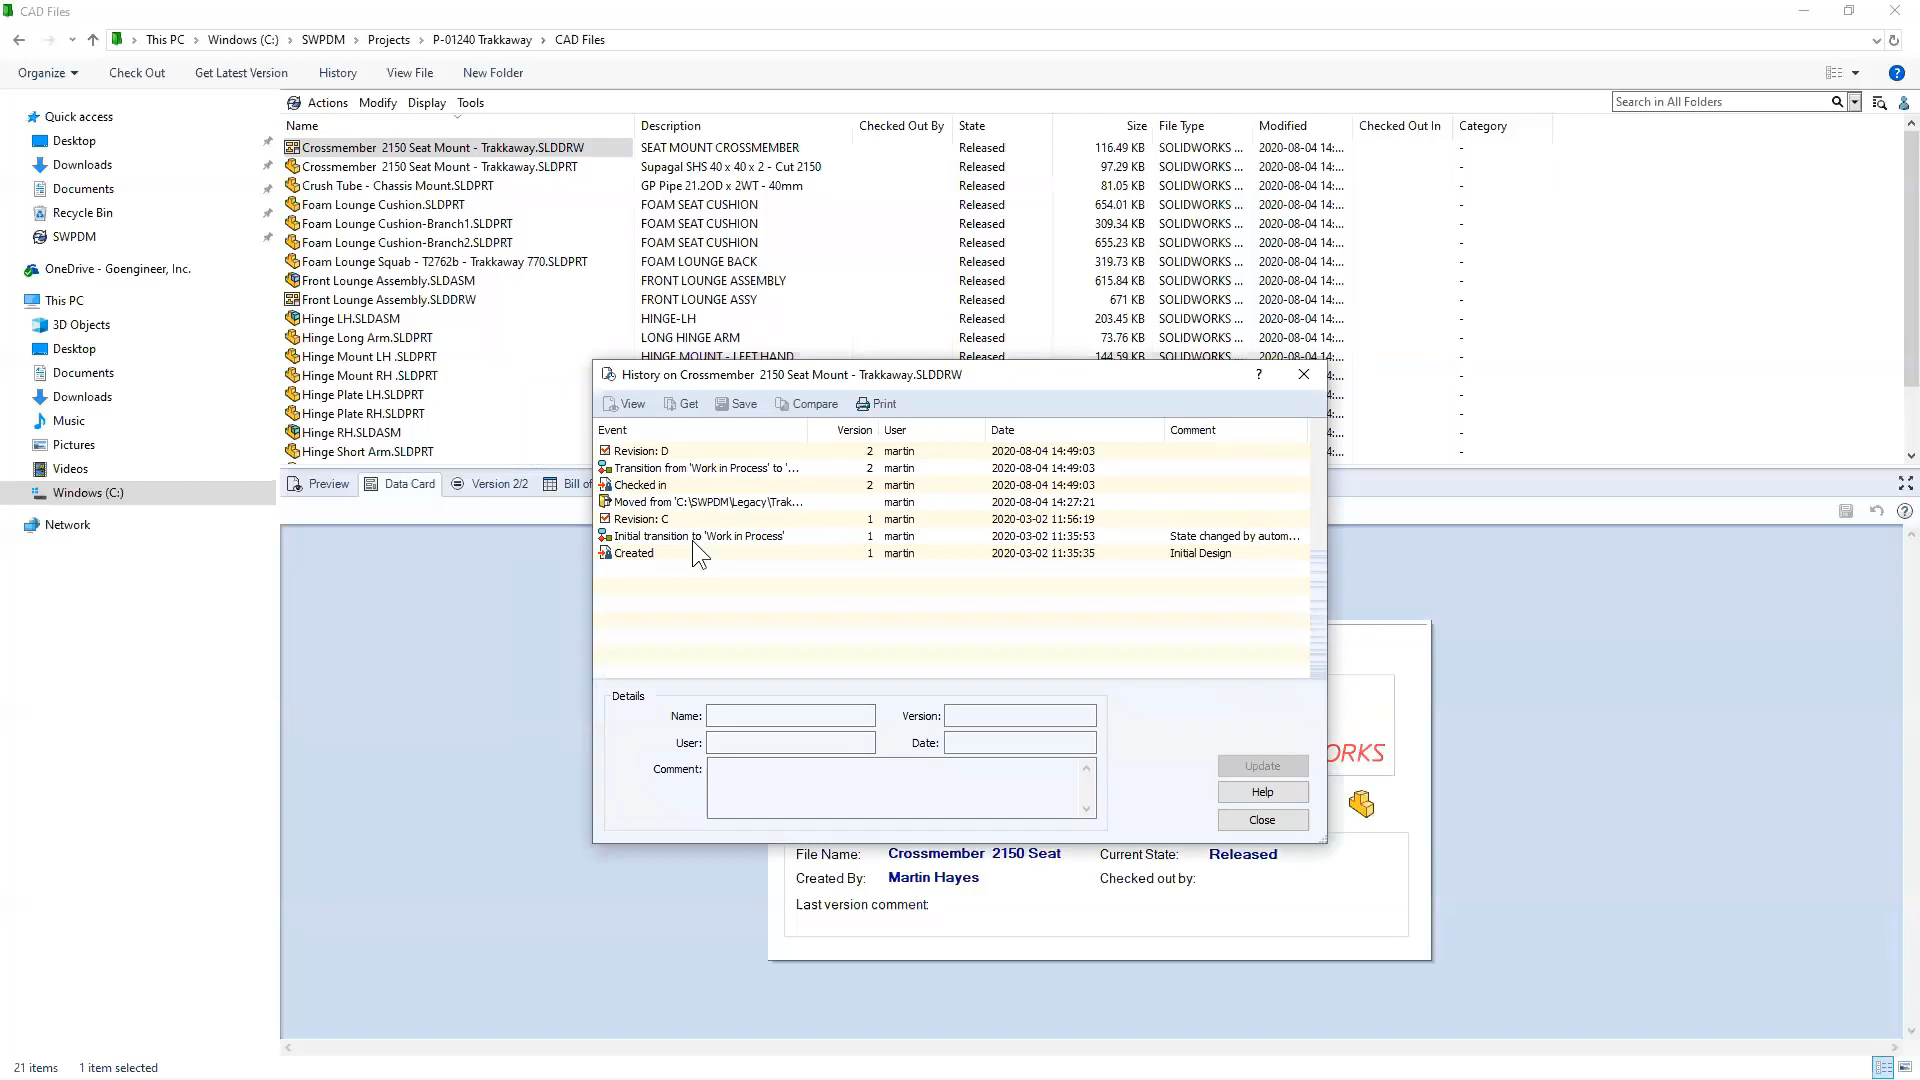 CAD Files
This PC Windows (C:) SWPDM Projects P-01240 Trakkaway CAD Files
Organize Check Out Get Latest Version History View File New Folder
Quick access
Desktop
Downloads
Documents
Recycle Bin
SWPDM
OneDrive - Goengineer, Inc.
This PC
3D Objects
Desktop
Documents
Downloads
Music
Pictures
Videos
Windows (C:)
Network
Actions Modify Display Tools
Search in All Folders
Name Description Checked Out By State Size File Type Modified Checked Out In Category
Crossmember 2150 Seat Mount - Trakkaway.SLDDRW SEAT MOUNT CROSSMEMBER Released 116.49 KB SOLIDWORKS ... 2020-08-04 14:... -
Crossmember 2150 Seat Mount - Trakkaway.SLDPRT Supagal SHS 40 x 40 x 2 - Cut 2150 Released 97.29 KB SOLIDWORKS ... 2020-08-04 14:... -
Crush Tube - Chassis Mount.SLDPRT GP Pipe 21.2OD x 2WT - 40mm Released 81.05 KB SOLIDWORKS ... 2020-08-04 14:... -
Foam Lounge Cushion.SLDPRT FOAM SEAT CUSHION Released 654.01 KB SOLIDWORKS ... 2020-08-04 14:... -
Foam Lounge Cushion-Branch1.SLDPRT FOAM SEAT CUSHION Released 309.34 KB SOLIDWORKS ... 2020-08-04 14:... -
Foam Lounge Cushion-Branch2.SLDPRT FOAM SEAT CUSHION Released 655.23 KB SOLIDWORKS ... 2020-08-04 14:... -
Foam Lounge Squab - T2762b - Trakkaway 770.SLDPRT FOAM LOUNGE BACK Released 319.73 KB SOLIDWORKS ... 2020-08-04 14:... -
Front Lounge Assembly.SLDASM FRONT LOUNGE ASSEMBLY Released 615.84 KB SOLIDWORKS ... 2020-08-04 14:... -
Front Lounge Assembly.SLDDRW FRONT LOUNGE ASSY Released 671 KB SOLIDWORKS ... 2020-08-04 14:... -
Hinge LH.SLDASM HINGE-LH Released 203.45 KB SOLIDWORKS ... 2020-08-04 14:... -
Hinge Long Arm.SLDPRT LONG HINGE ARM Released 73.76 KB SOLIDWORKS ... 2020-08-04 14:... -
Hinge Mount LH .SLDPRT HINGE MOUNT - LEFT HAND Released 144.59 KB SOLIDWORKS ... 2020-08-04 14:... -
Hinge Mount RH .SLDPRT -
Hinge Plate LH.SLDPRT -
Hinge Plate RH.SLDPRT -
Hinge RH.SLDASM -
Hinge Short Arm.SLDPRT -
Preview Data Card Version 2/2 Bill of
History on Crossmember 2150 Seat Mount - Trakkaway.SLDDRW
View Get Save Compare Print
Event Version User Date Comment
Revision: D 2 martin 2020-08-04 14:49:03
Transition from 'Work in Process' to '... 2 martin 2020-08-04 14:49:03
Checked in 2 martin 2020-08-04 14:49:03
Moved from 'C:\SWPDM\Legacy\Trak... martin 2020-08-04 14:27:21
Revision: C 1 martin 2020-03-02 11:56:19
Initial transition to 'Work in Process' 1 martin 2020-03-02 11:35:53 State changed by autom...
Created 1 martin 2020-03-02 11:35:35 Initial Design
Details
Name: Version:
User: Date:
Comment:
Update
Help
Close
ORKS
File Name: Crossmember 2150 Seat Current State: Released
Created By: Martin Hayes Checked out by:
Last version comment:
21 items 1 item selected